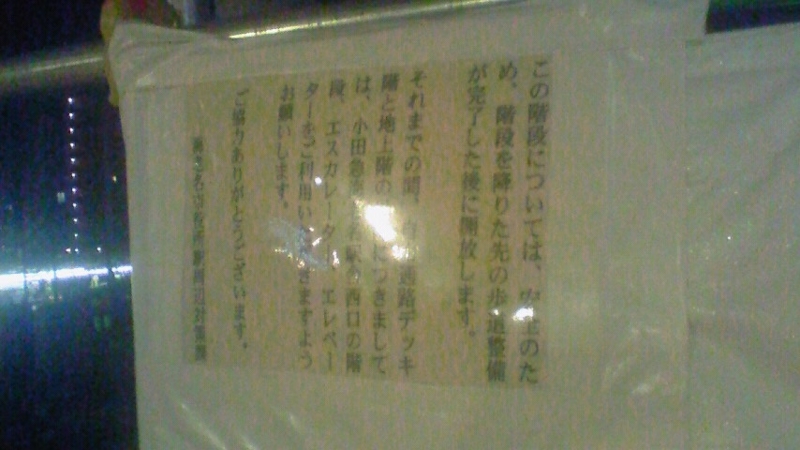 この階段については、安全のた
め、階段を降りた先の歩道整備
が完了した後に開放します。
それまでの間、自由通路デッキ
階と地上階の
につきまして
は、小田急
西口の階
段、エスカレーター、エレベー
ターをご利用いただきますよう
お願いします。
ご協力ありがとうございます。